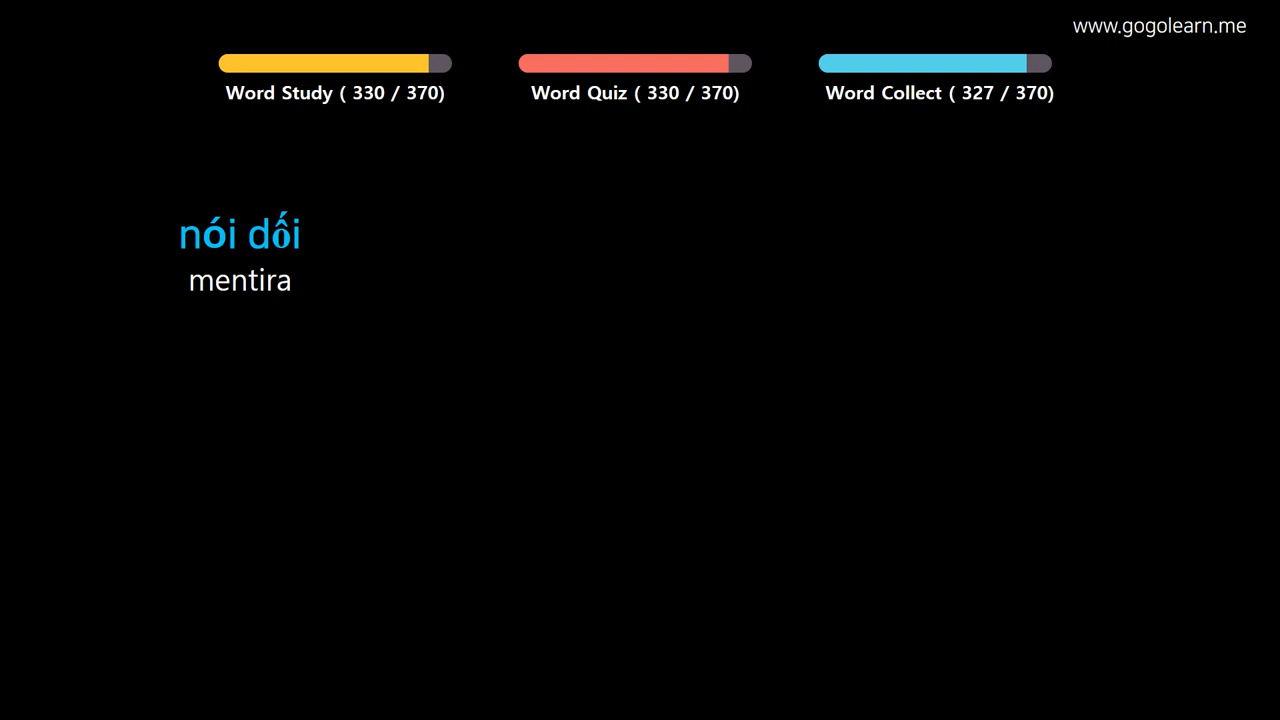 www.gogolearn.me
Word Study ( 330 / 370)
Word Quiz ( 330 / 370)
Word Collect ( 327 / 370)
nói dối
mentira